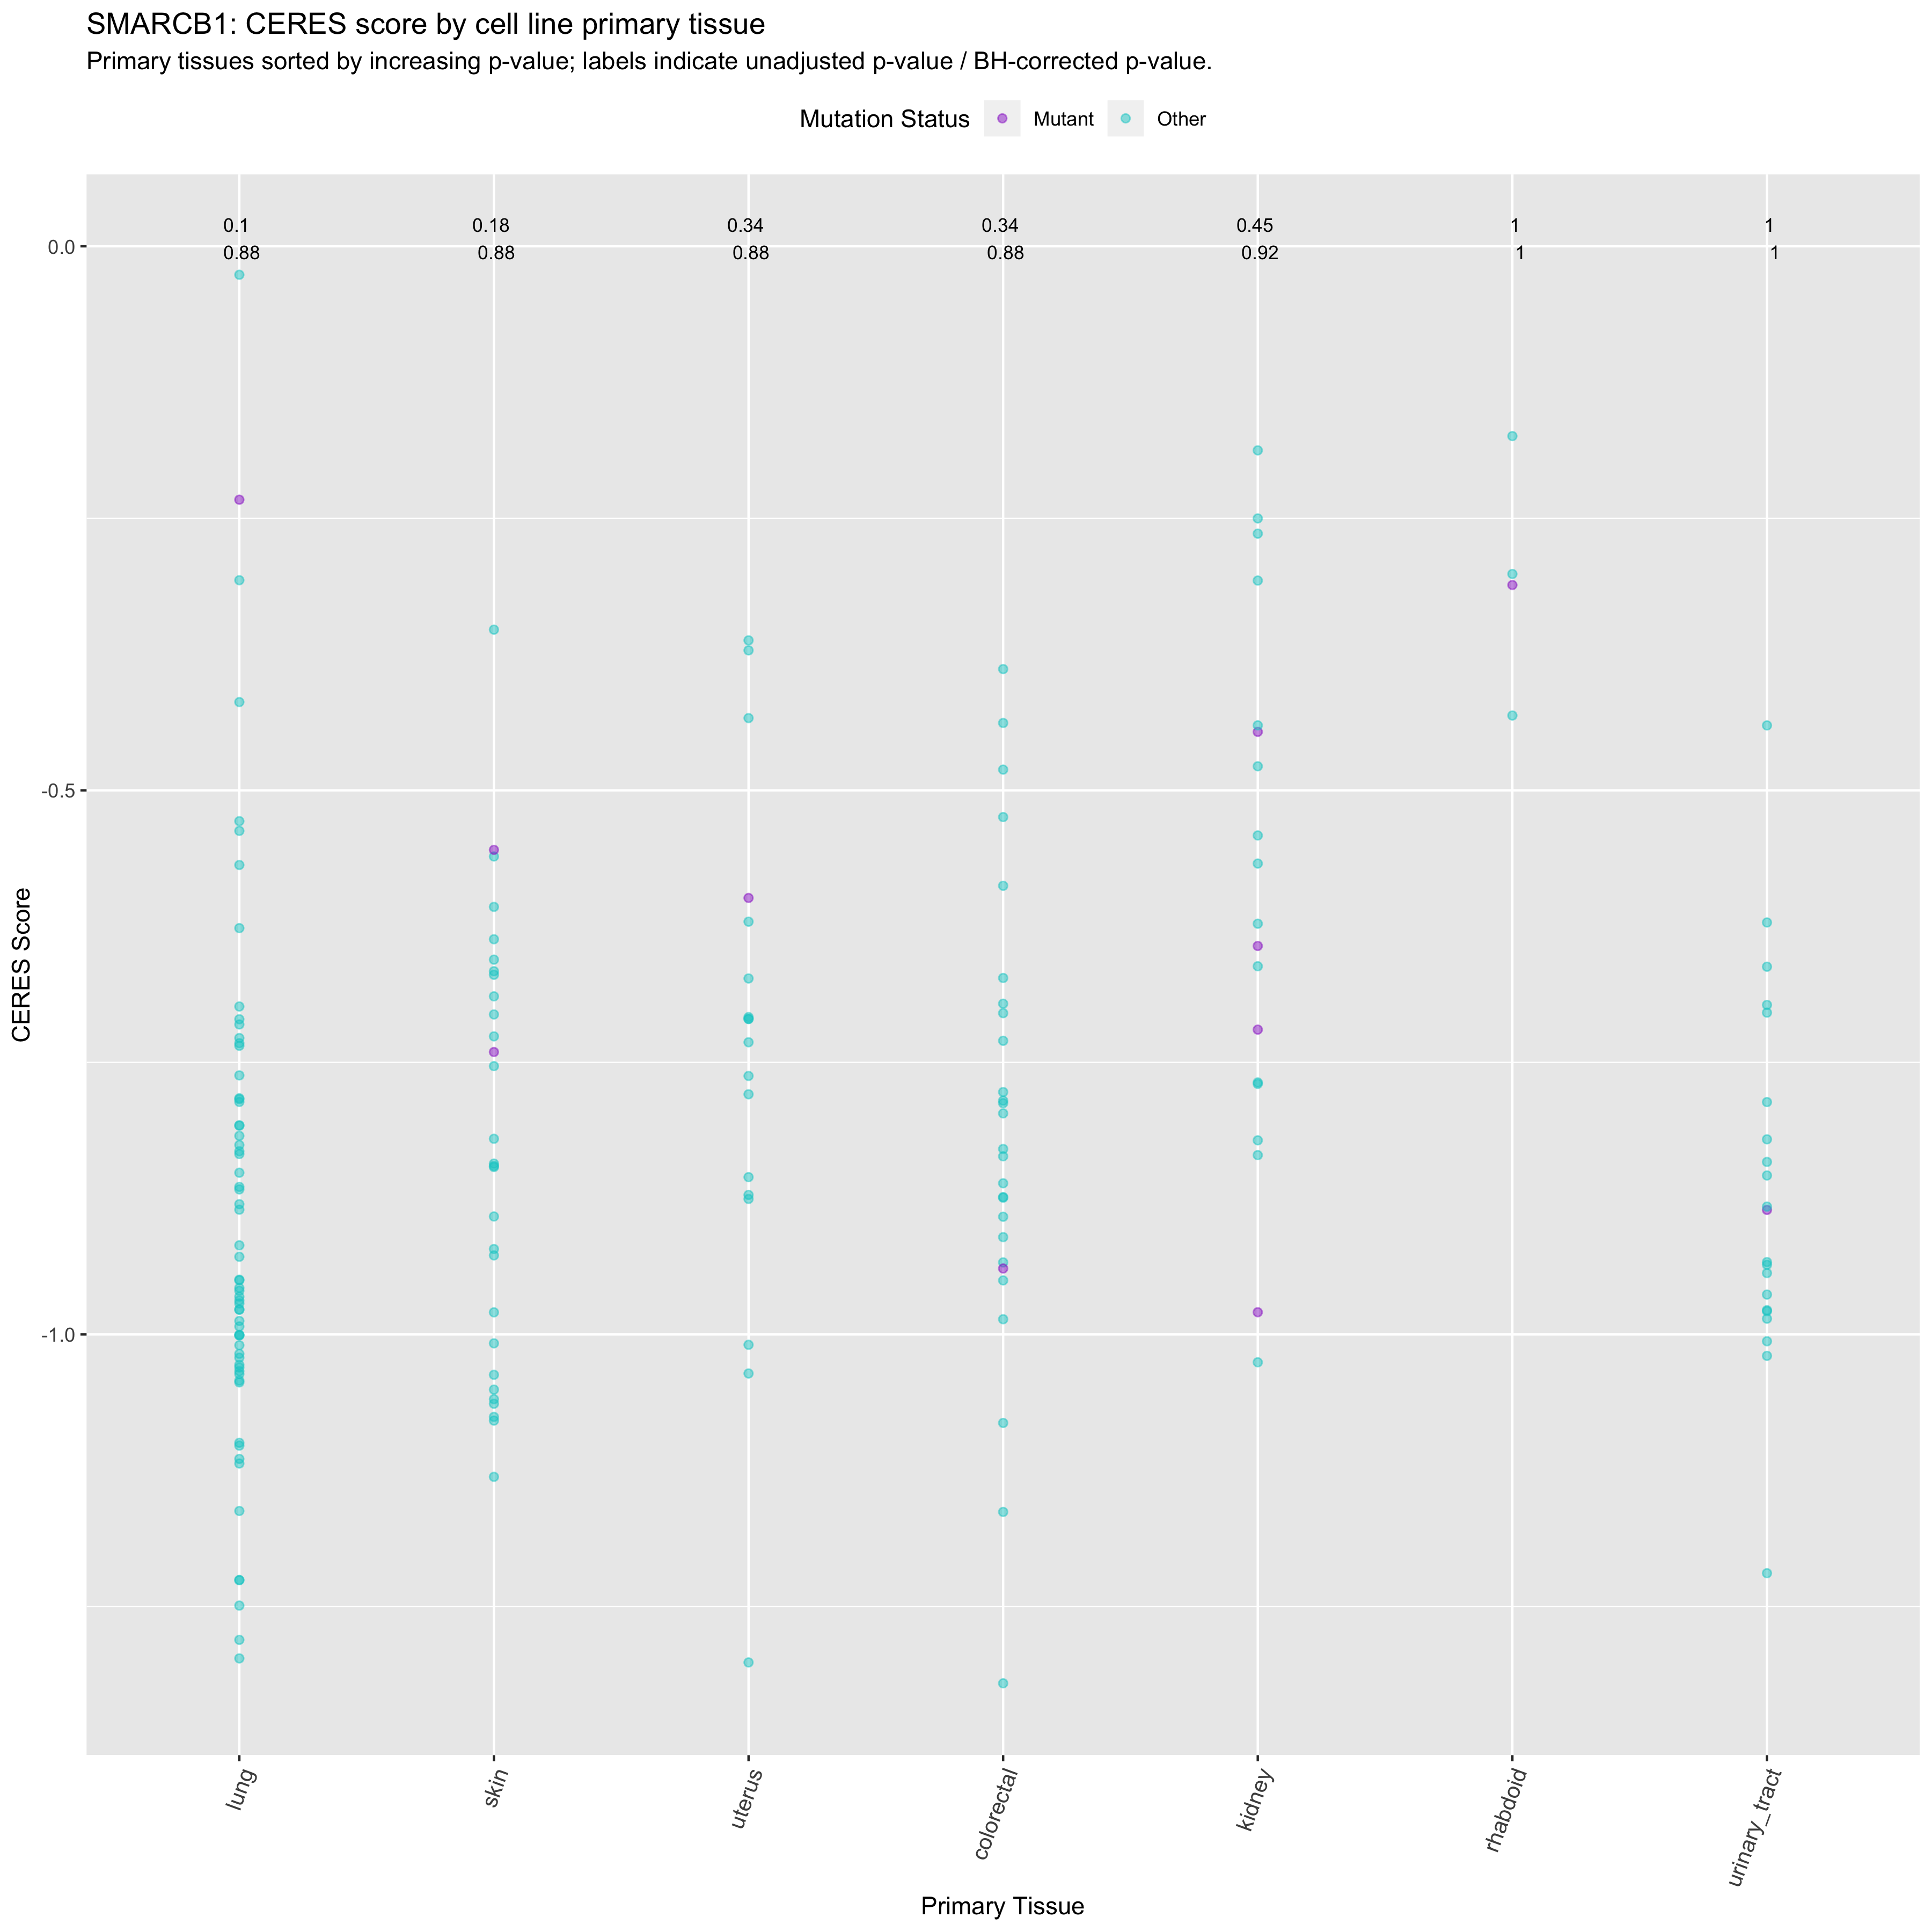 SMARCB1: CERES score by cell line primary tissue
Primary tissues sorted by increasing p-value; labels indicate unadjusted p-value / BH-corrected p-value.
Mutation Status Mutant Other
0.1 0.18 0.34 0.34 0.45 1 1
0.0
0.88 0.88 0.88 0.88 0.92 1 1
-0.5
CERES Score
-1.0
lung skin uterus colorectal kidney rhabdoid urinary_tract
Primary Tissue